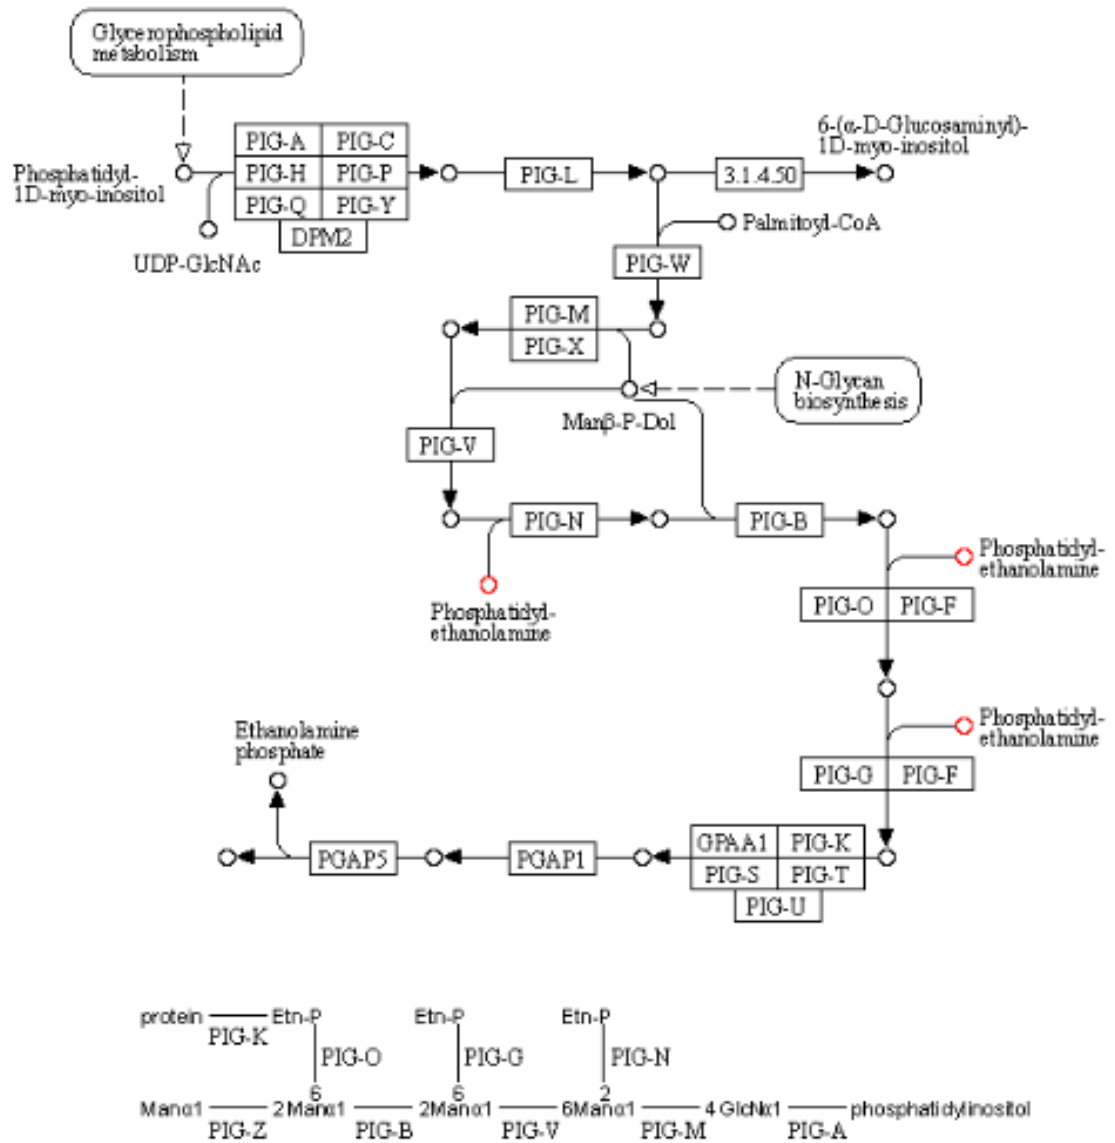 Glycerophospholipid
metabolism
6-(α-D-Glucosaminyl)-
1D-myo-inositol
PIG-A PIG-C
Phosphatidyl-
1D-myo-inositol
PIG-H PIG-P
PIG-L
3.1.4.50
PIG-Q PIG-Y
DPM2
Palmitoyl-CoA
UDP-GlcNAc
PIG-W
PIG-M
PIG-X
N-Glycan
biosynthesis
Manβ-P-Dol
PIG-V
PIG-N
PIG-B
Phosphatidyl-
ethanolamine
Phosphatidyl-
ethanolamine
PIG-O PIG-F
Phosphatidyl-
ethanolamine
Ethanolamine
phosphate
PIG-G PIG-F
GPAA1 PIG-K
PGAP5
PGAP1
PIG-S PIG-T
PIG-U
protein Etn-P Etn-P Etn-P
PIG-K
PIG-O PIG-G PIG-N
6 6 2
Manα1 2Manα1 2Manα1 6Manα1 4GlcNα1 phosphatidylinositol
PIG-Z PIG-B PIG-V PIG-M PIG-A